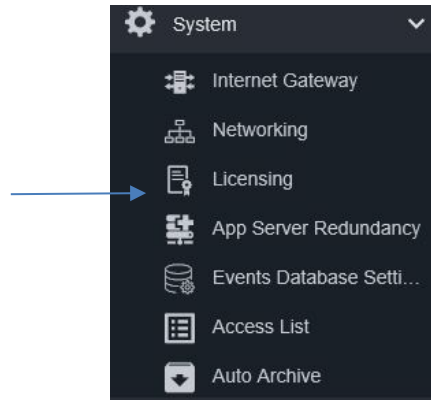 System
Internet Gateway
Networking
Licensing
App Server Redundancy
Events Database Setti...
Access List
Auto Archive